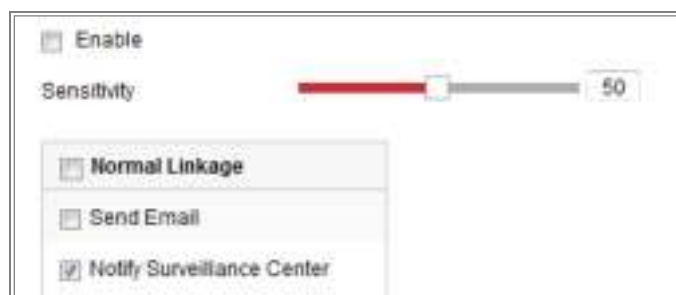 Enable
Sensitivity 50
Normal Linkage
Send Email
Notify Surveillance Center